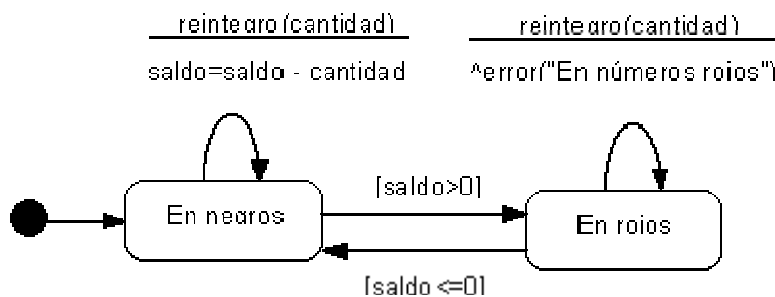 reintegro(cantidad)
saldo=saldo - cantidad
reintegro(cantidad)
^error("En números rojos")
En negros
[saldo>0]
En rojos
[saldo <=0]